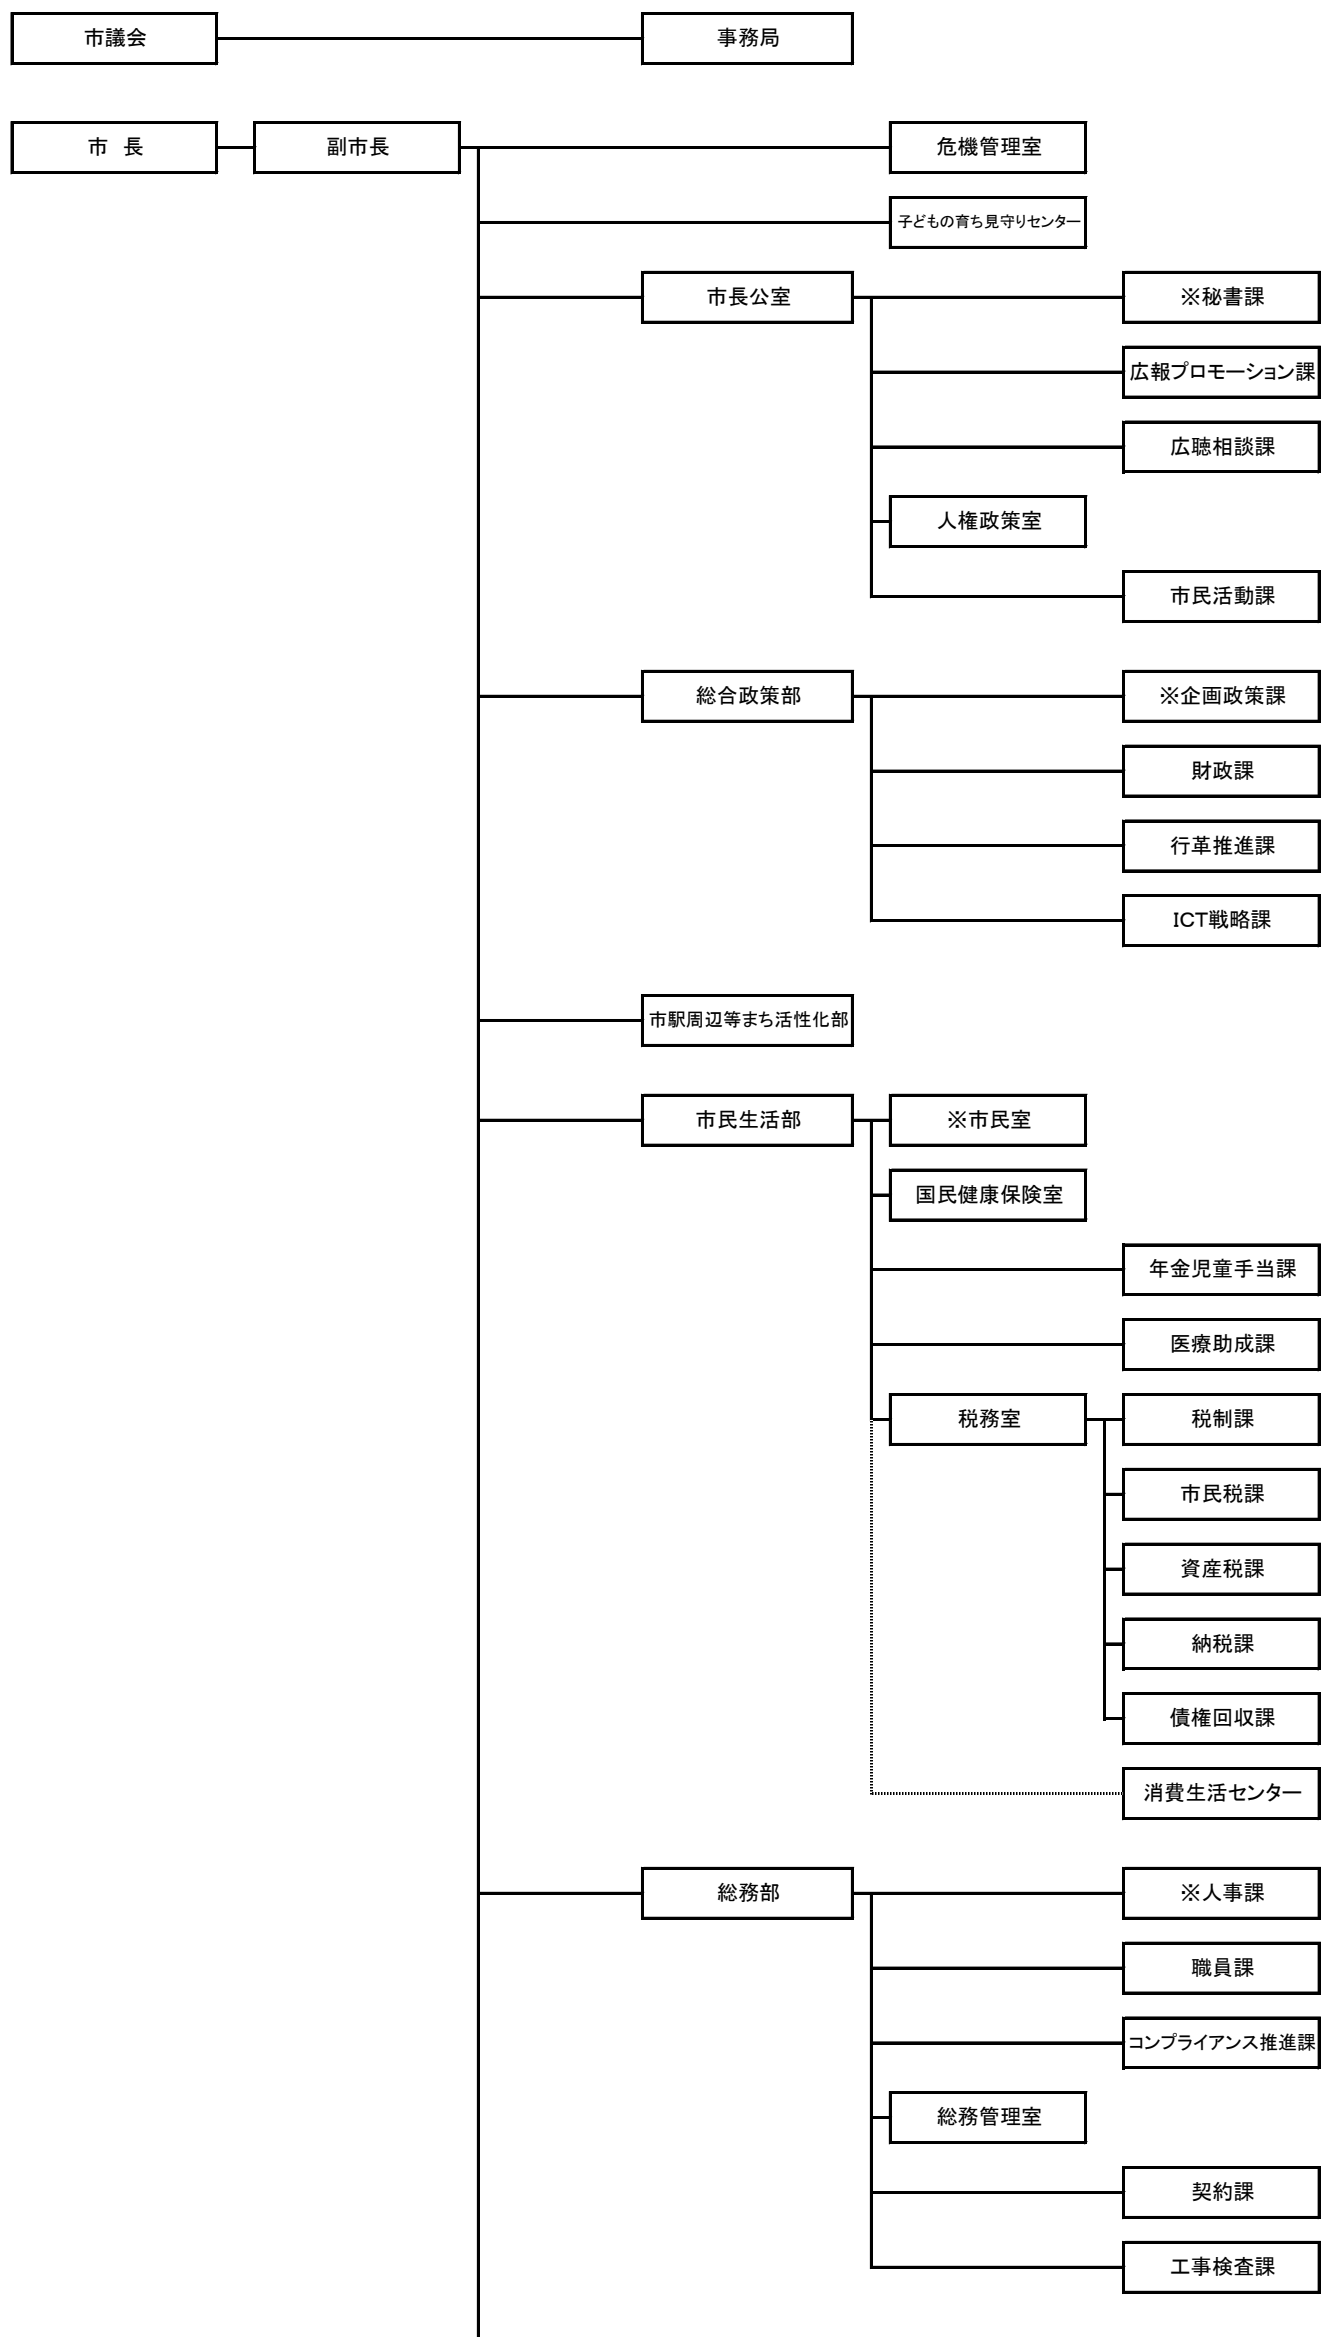 市議会
事務局
市　長
副市長
危機管理室
子どもの育ち見守りセンター
市長公室
※秘書課
広報プロモーション課
広聴相談課
人権政策室
市民活動課
総合政策部
※企画政策課
財政課
行革推進課
ICT戦略課
市駅周辺等まち活性化部
市民生活部
※市民室
国民健康保険室
年金児童手当課
医療助成課
税務室
税制課
市民税課
資産税課
納税課
債権回収課
消費生活センター
総務部
※人事課
職員課
コンプライアンス推進課
総務管理室
契約課
工事検査課